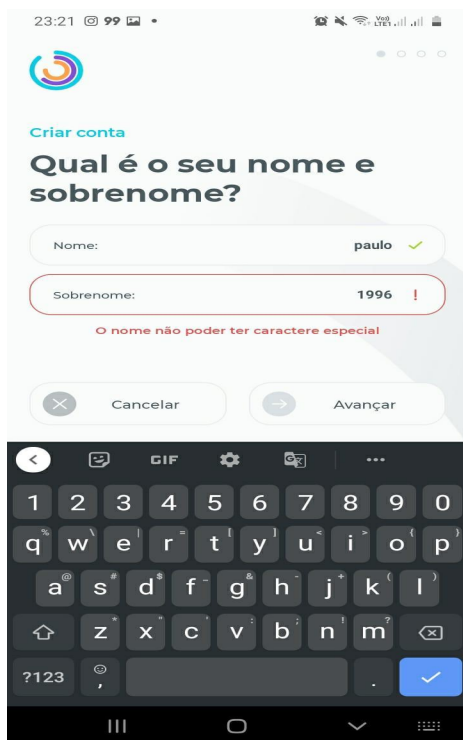 23:21 99
Criar conta
Qual é o seu nome e
sobrenome?
Nome: paulo
Sobrenome: 1996 !
O nome não poder ter caractere especial
Cancelar Avançar
GIF
1 2 3 4 5 6 7 8 9 0
q% w\ e| r= t[ y] u< i> o{ p}
a@ s# d$ f- g& h- j+ k( l)
z* x" c' v: b; n! m?
?123 , .